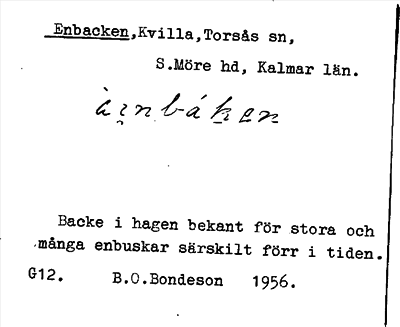 Enbacken,Kvilla,Torsås sn,
S.Möre hd, Kalmar län.
Backe i hagen bekant för stora och
många enbuskar särskilt förr i tiden.
G12. B.O.Bondeson 1956.